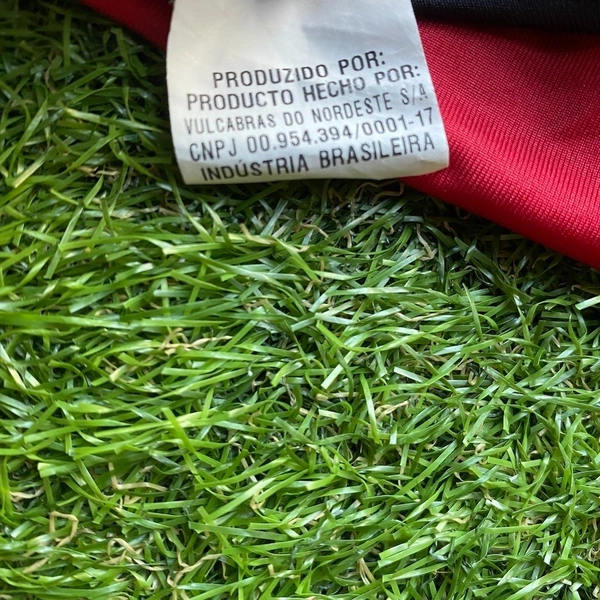 PRODUZIDO POR:
PRODUCTO HECHO POR:
VULCABRAS DO NORDESTE S/A
CNPJ 00.954.394/0001-17
INDÚSTRIA BRASILEIRA